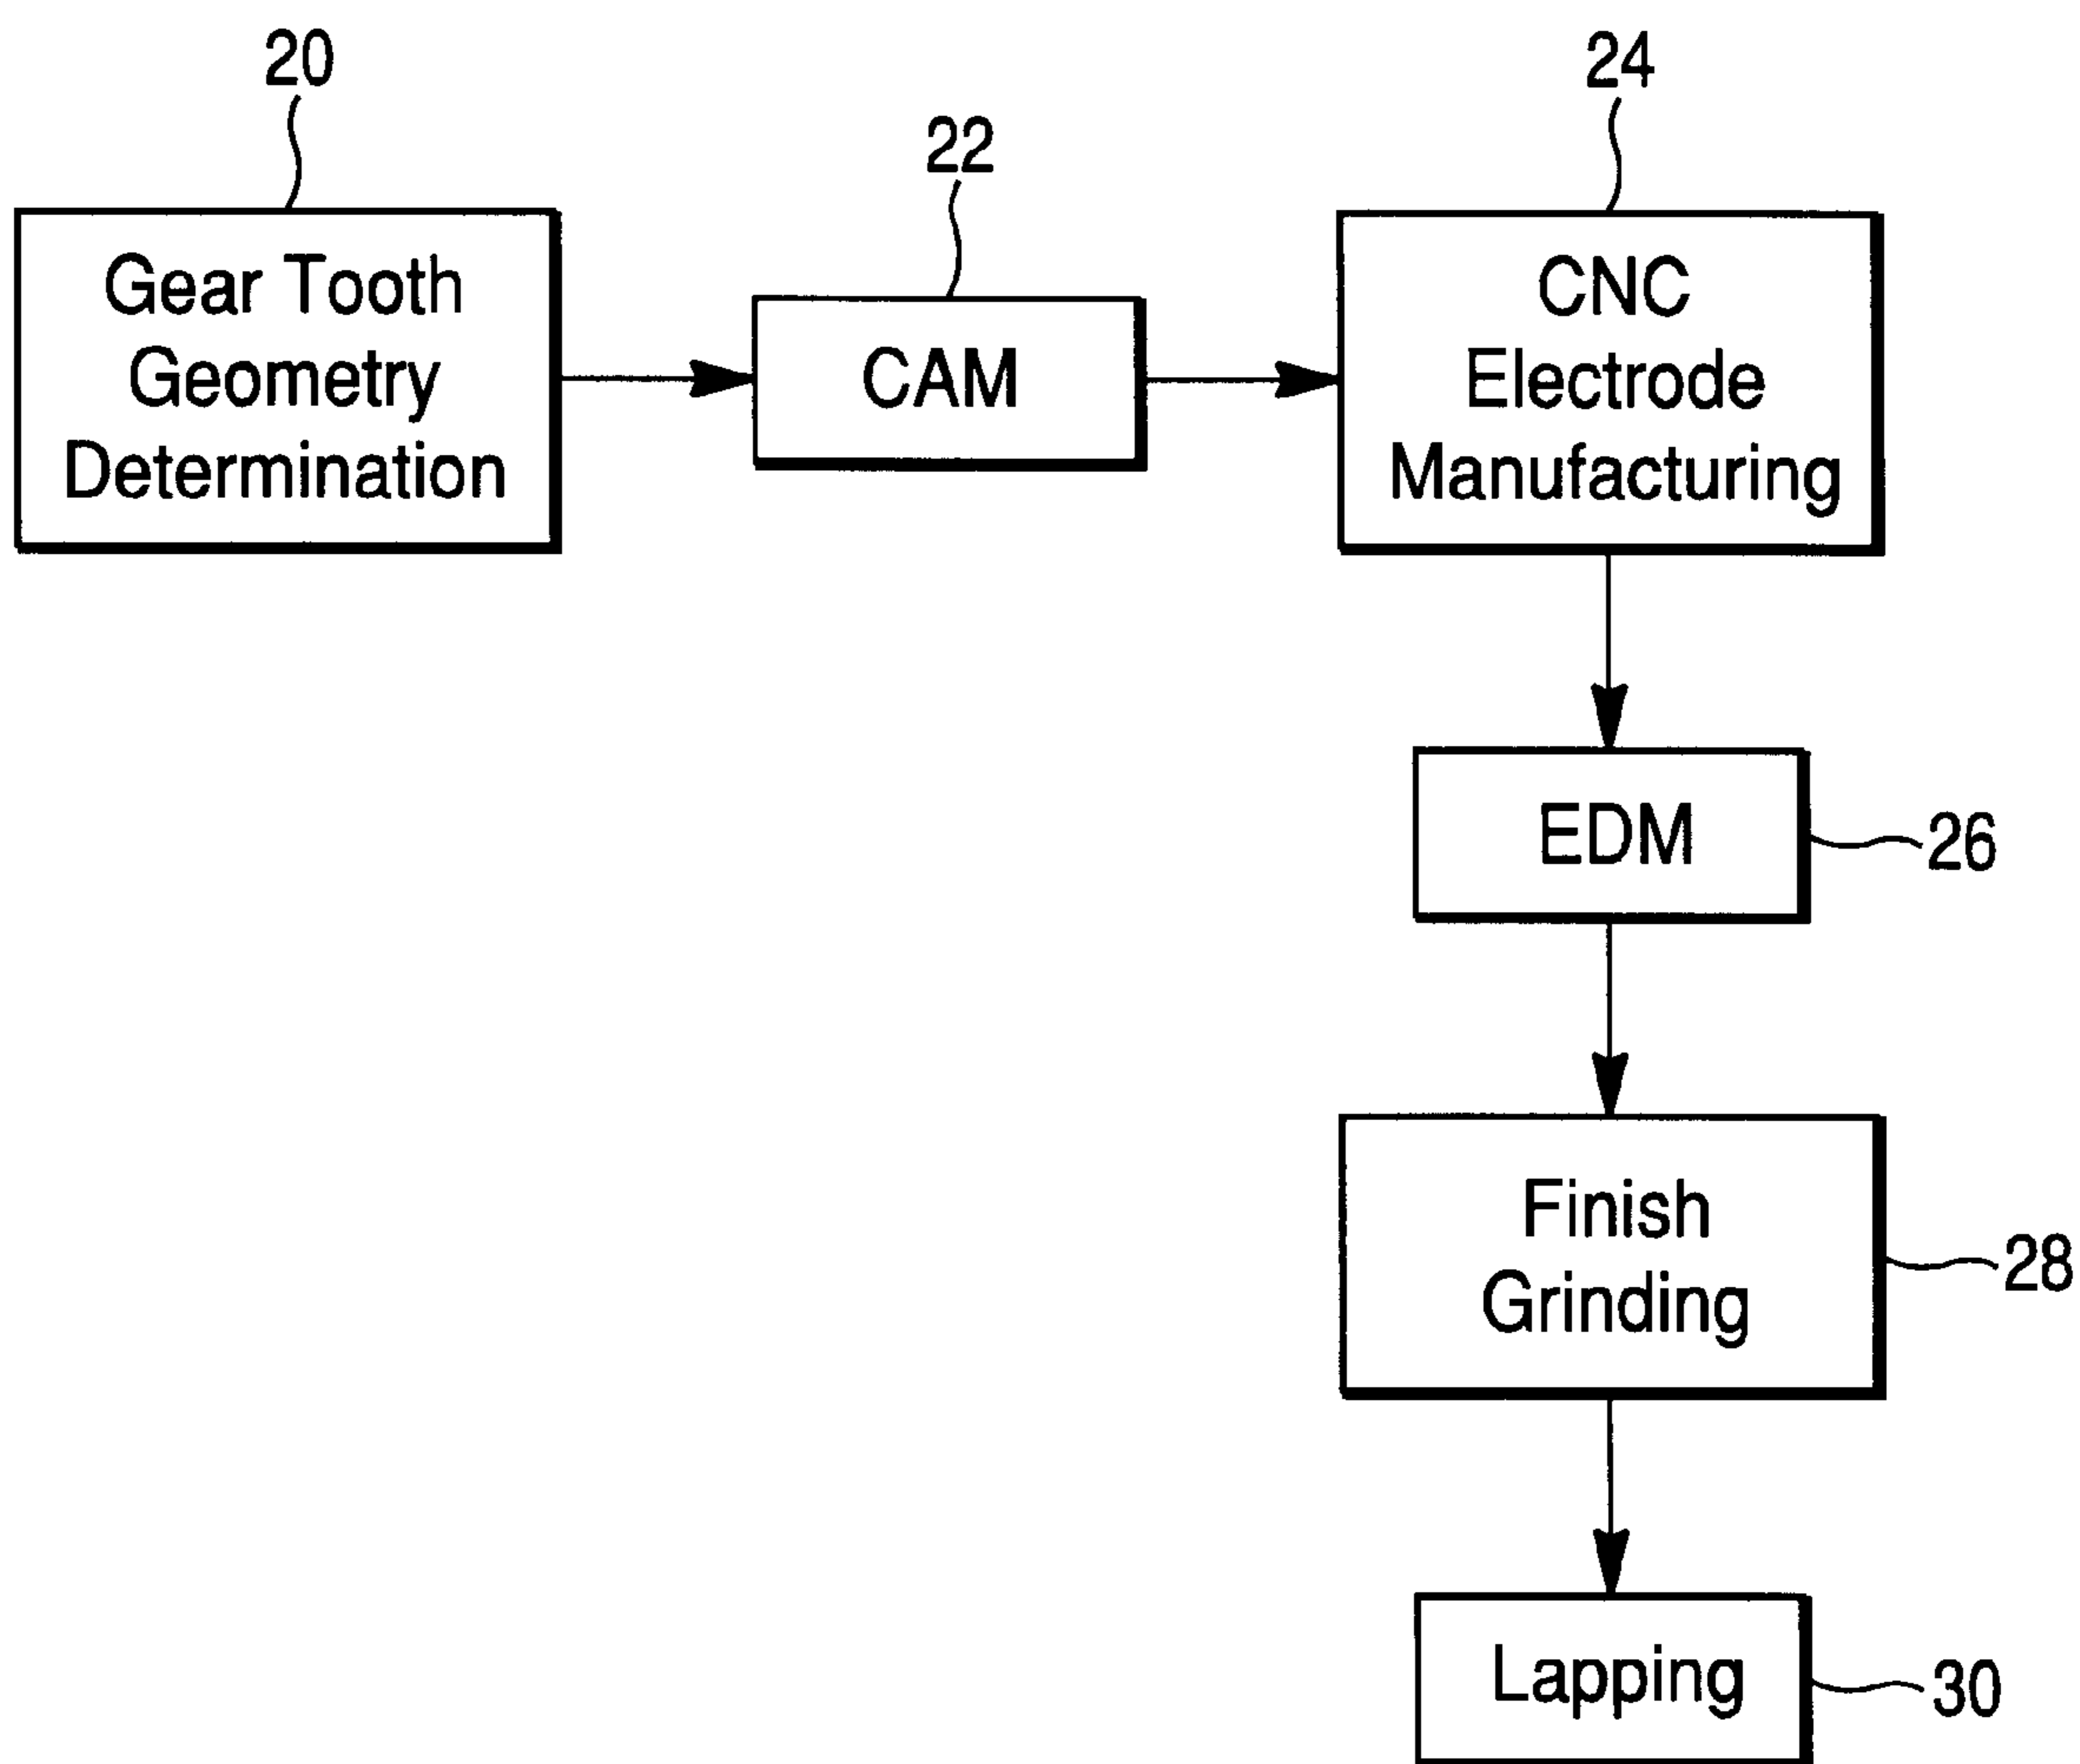 20
Gear Tooth
Geometry
Determination
22
CAM
24
CNC
Electrode
Manufacturing
EDM
26
Finish
Grinding
28
Lapping
30